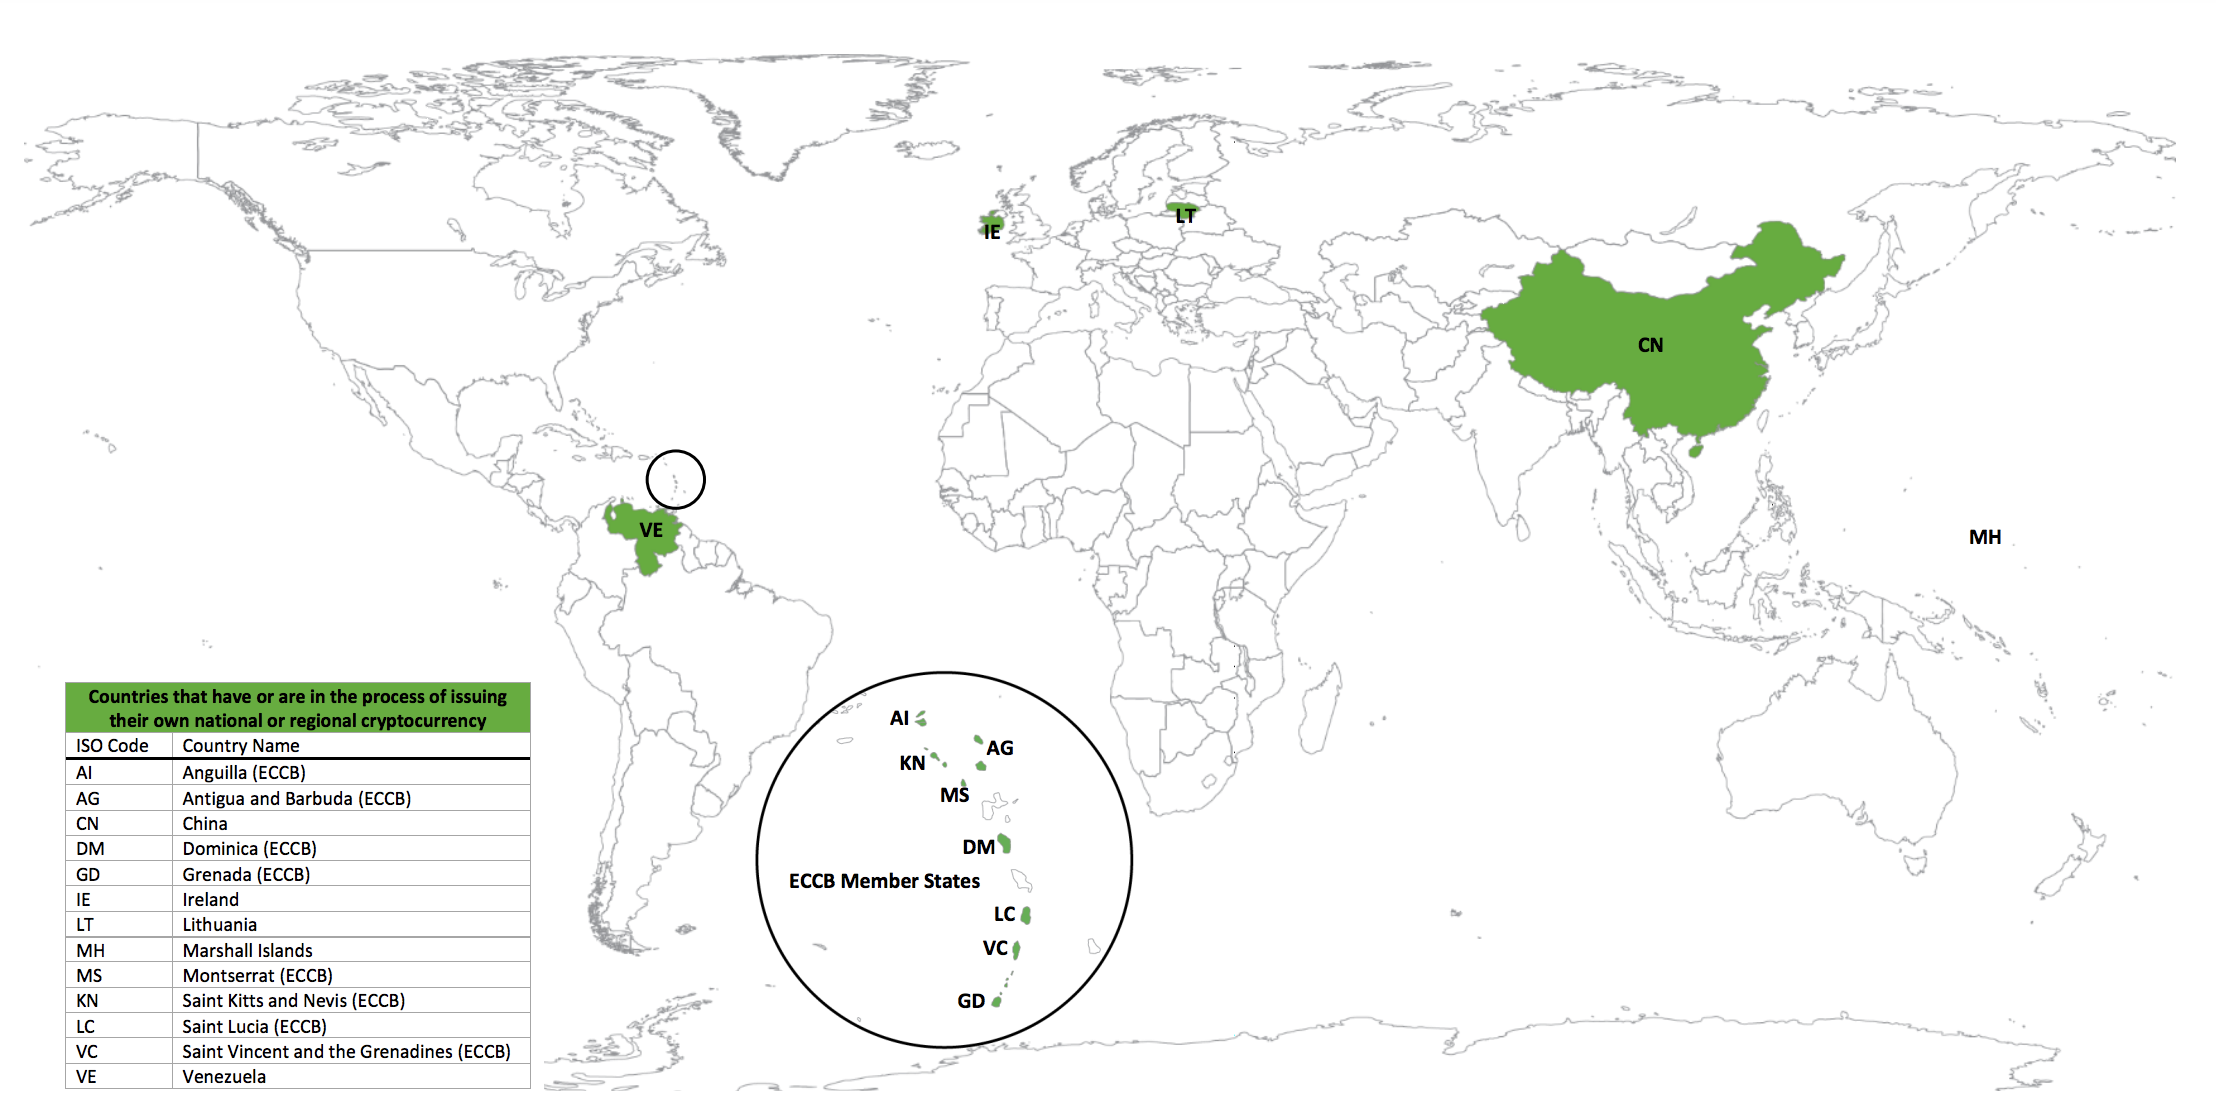 IE
LT
CN
VE
MH
AI
AG
KN
MS
DM
ECCB Member States
LC
VC
GD
Countries that have or are in the process of issuing
their own national or regional cryptocurrency
ISO Code Country Name
AI Anguilla (ECCB)
AG Antigua and Barbuda (ECCB)
CN China
DM Dominica (ECCB)
GD Grenada (ECCB)
IE Ireland
LT Lithuania
MH Marshall Islands
MS Montserrat (ECCB)
KN Saint Kitts and Nevis (ECCB)
LC Saint Lucia (ECCB)
VC Saint Vincent and the Grenadines (ECCB)
VE Venezuela